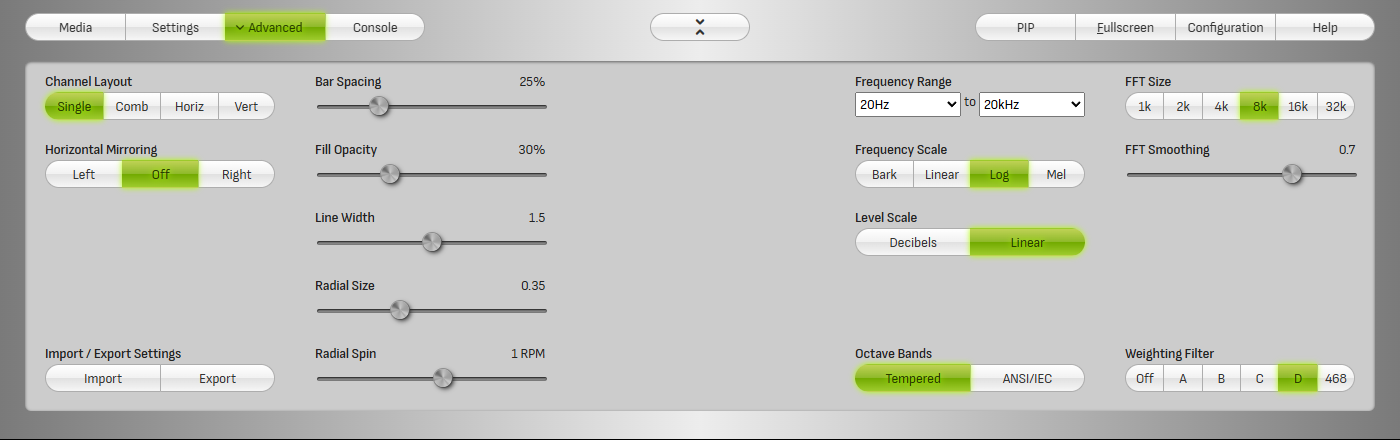 Media Settings Advanced Console PIP Fullscreen Configuration Help
Channel Layout
Single Comb Horiz Vert
Horizontal Mirroring
Left Off Right
Import / Export Settings
Import Export
Bar Spacing 25%
Fill Opacity 30%
Line Width 1.5
Radial Size 0.35
Radial Spin 1 RPM
Frequency Range
20Hz to 20kHz
Frequency Scale
Bark Linear Log Mel
Level Scale
Decibels Linear
Octave Bands
Tempered ANSI/IEC
FFT Size
1k 2k 4k 8k 16k 32k
FFT Smoothing 0.7
Weighting Filter
Off A B C D 468